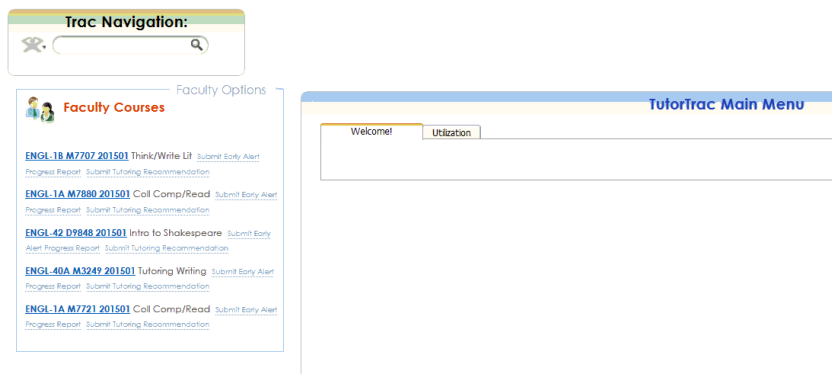 Trac Navigation:
Faculty Options
Faculty Courses
ENGL-1B M7707 201501 Think/Write Lit Submit Early Alert
Progress Report Submit Tutoring Recommendation
ENGL-1A M7880 201501 Coll Comp/Read Submit Early Alert
Progress Report Submit Tutoring Recommendation
ENGL-42 D9848 201501 Intro to Shakespeare Submit Early
Alert Progress Report Submit Tutoring Recommendation
ENGL-40A M3249 201501 Tutoring Writing Submit Early Alert
Progress Report Submit Tutoring Recommendation
ENGL-1A M7721 201501 Coll Comp/Read Submit Early Alert
Progress Report Submit Tutoring Recommendation
TutorTrac Main Menu
Welcome!
Utilization